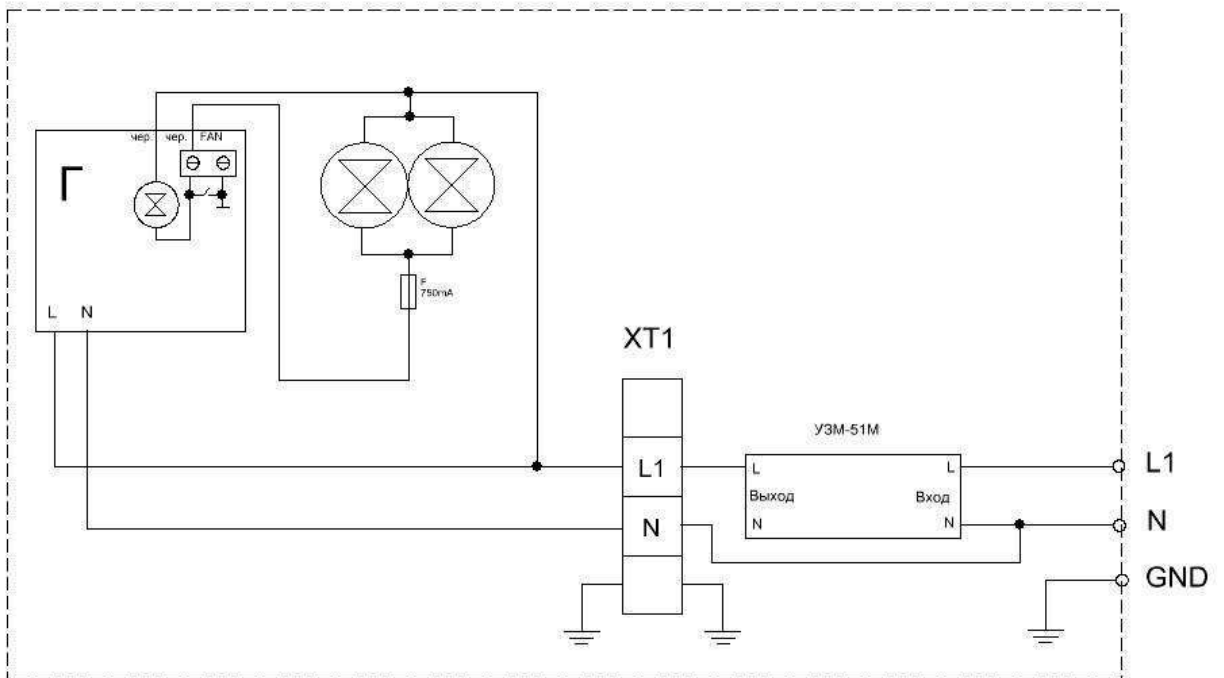 чер. чер. FAN
Г
F
750mA
L N
XT1
УЗМ-51М
L1
L
L
L1
Выход
Вход
N
N
N
N
GND